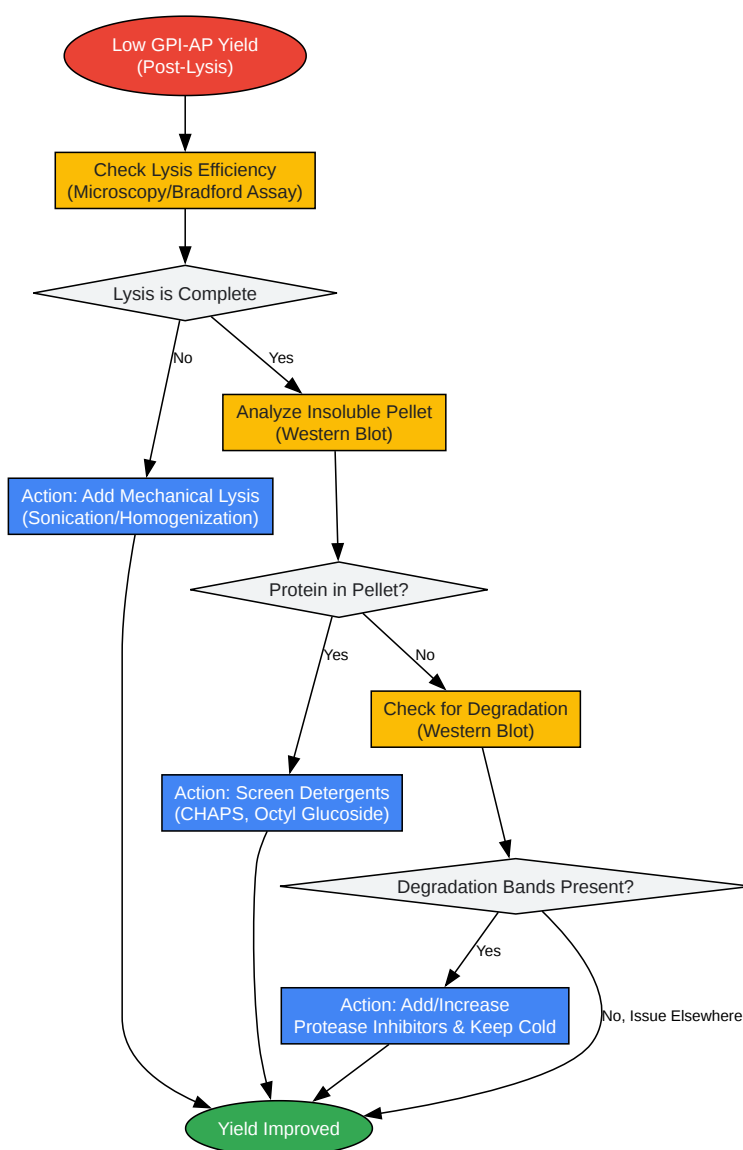 Low GPI-AP Yield
(Post-Lysis)
Check Lysis Efficiency
(Microscopy/Bradford Assay)
Lysis is Complete
No
Yes
Analyze Insoluble Pellet
(Western Blot)
Action: Add Mechanical Lysis
(Sonication/Homogenization)
Protein in Pellet?
Yes
No
Check for Degradation
(Western Blot)
Action: Screen Detergents
(CHAPS, Octyl Glucoside)
Degradation Bands Present?
Yes
Action: Add/Increase
Protease Inhibitors & Keep Cold
No, Issue Elsewhere
Yield Improved